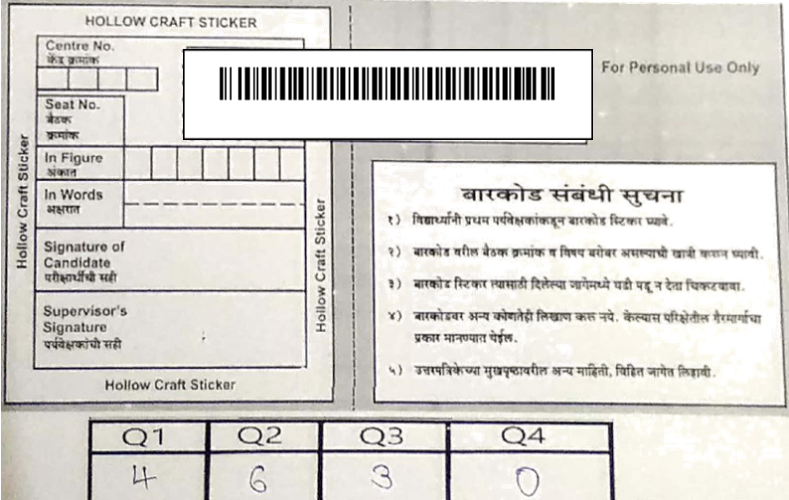 HOLLOW CRAFT STICKER
Centre No.
केंद्र क्रमांक
For Personal Use Only
Seat No.
बैठक
क्रमांक
In Figure
अंकात
In Words
अक्षरात
Signature of
Candidate
परीक्षार्थीची सही
Supervisor's
Signature
पर्यवेक्षकांची सही
Hollow Craft Sticker
Hollow Craft Sticker
Hollow Craft Sticker
बारकोड संबंधी सुचना
१) विद्यार्थ्यांनी प्रथम पर्यवेक्षकांकडून बारकोड स्टिकर घ्यावे.
२) बारकोड वरील बैठक क्रमांक व विषय बरोबर असल्याची खात्री करून घ्यावी.
३) बारकोड स्टिकर त्यासाठी दिलेल्या जागेमध्ये घडी पडू न देता चिकटवावा.
४) बारकोडवर अन्य कोणतेही लिखाण करू नये. केल्यास परिक्षेतील गैरमार्गाचा
प्रकार मानण्यात येईल.
५) उत्तरपत्रिकेच्या मुखपृष्ठावरील अन्य माहिती, विहित जागेत लिहावी.
Q1 Q2 Q3 Q4
4 6 3 0